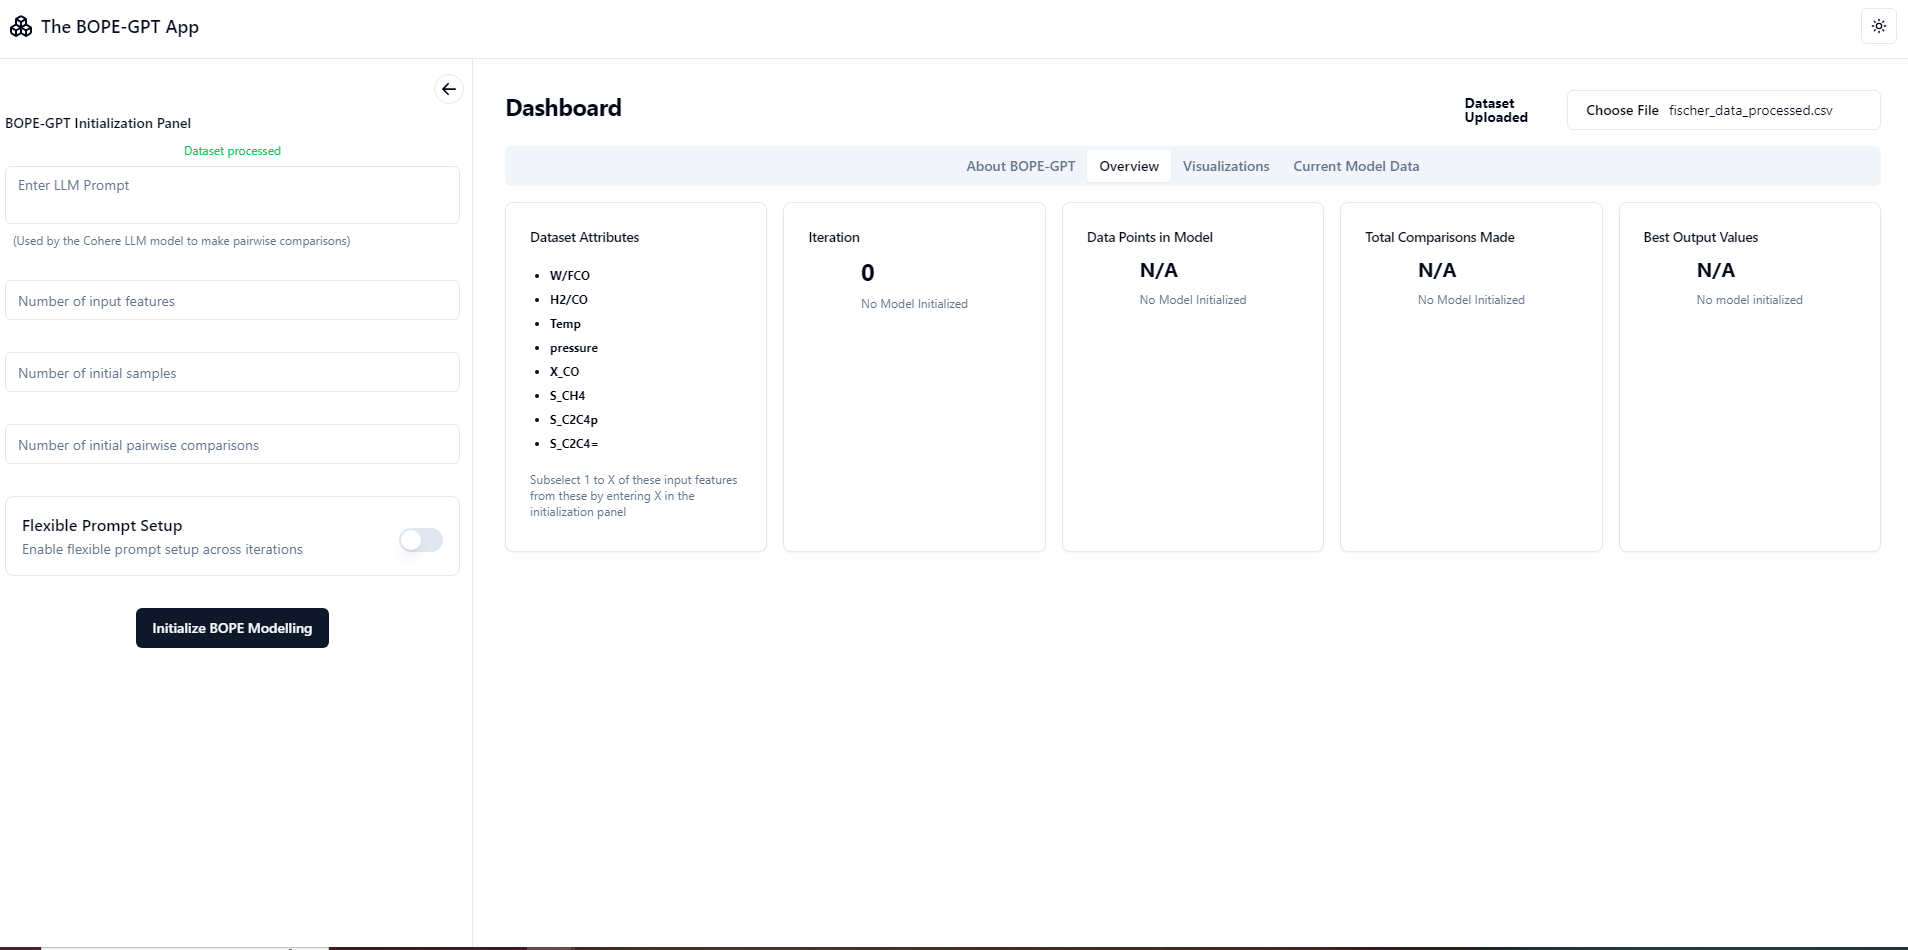 The BOPE-GPT App
BOPE-GPT Initialization Panel
Dataset processed
Enter LLM Prompt
(Used by the Cohere LLM model to make pairwise comparisons)
Number of input features
Number of initial samples
Number of initial pairwise comparisons
Flexible Prompt Setup
Enable flexible prompt setup across iterations
Initialize BOPE Modelling
Dashboard
Dataset
Uploaded
Choose File fischer_data_processed.csv
About BOPE-GPT Overview Visualizations Current Model Data
Dataset Attributes
• W/FCO
• H2/CO
• Temp
• pressure
• X_CO
• S_CH4
• S_C2C4p
• S_C2C4=
Subselect 1 to X of these input features
from these by entering X in the
initialization panel
Iteration
0
No Model Initialized
Data Points in Model
N/A
No Model Initialized
Total Comparisons Made
N/A
No Model Initialized
Best Output Values
N/A
No model initialized